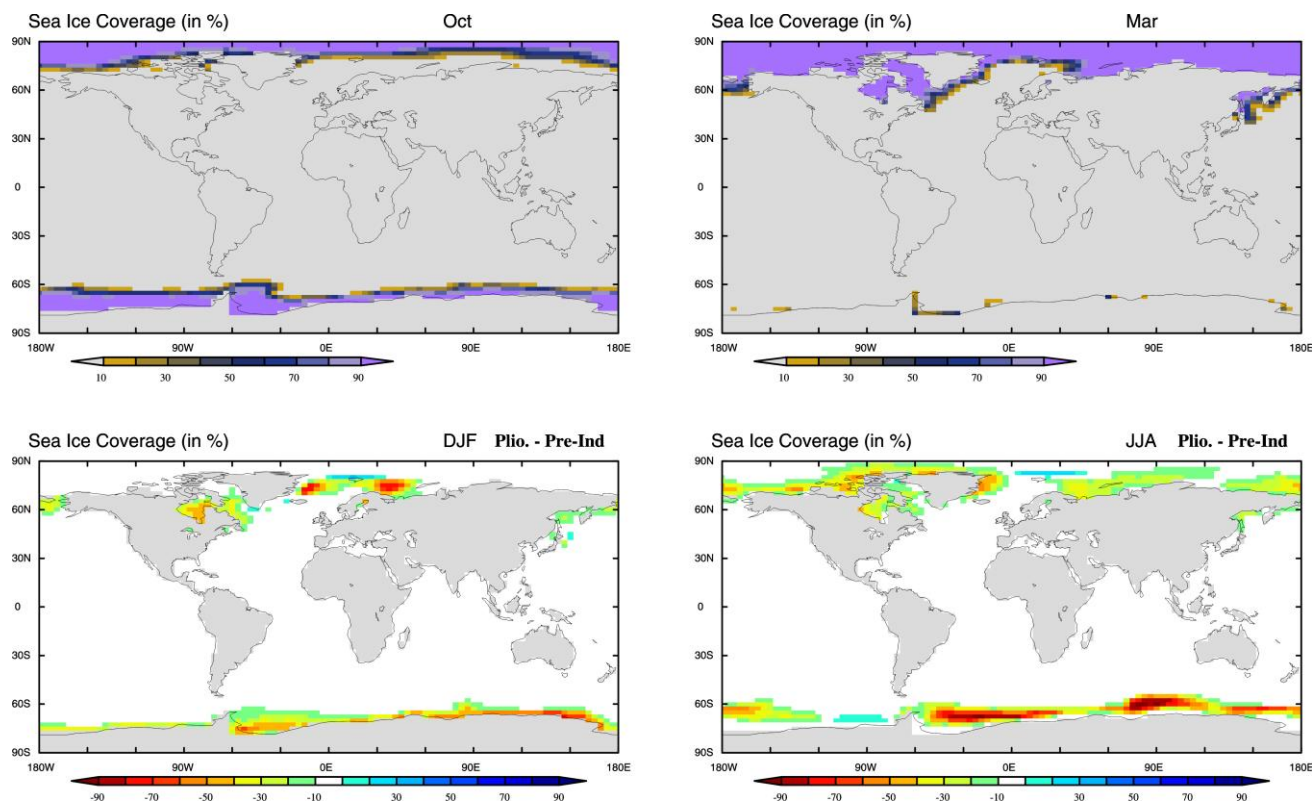 Sea Ice Coverage (in %) Oct
90N
60N
30N
0
30S
60S
90S
180W 90W 0E 90E 180E
10 30 50 70 90
Sea Ice Coverage (in %) Mar
90N
60N
30N
0
30S
60S
90S
180W 90W 0E 90E 180E
10 30 50 70 90
Sea Ice Coverage (in %) DJF Plio. - Pre-Ind
90N
60N
30N
0
30S
60S
90S
180W 90W 0E 90E 180E
-90 -70 -50 -30 -10 10 30 50 70 90
Sea Ice Coverage (in %) JJA Plio. - Pre-Ind
90N
60N
30N
0
30S
60S
90S
180W 90W 0E 90E 180E
-90 -70 -50 -30 -10 10 30 50 70 90